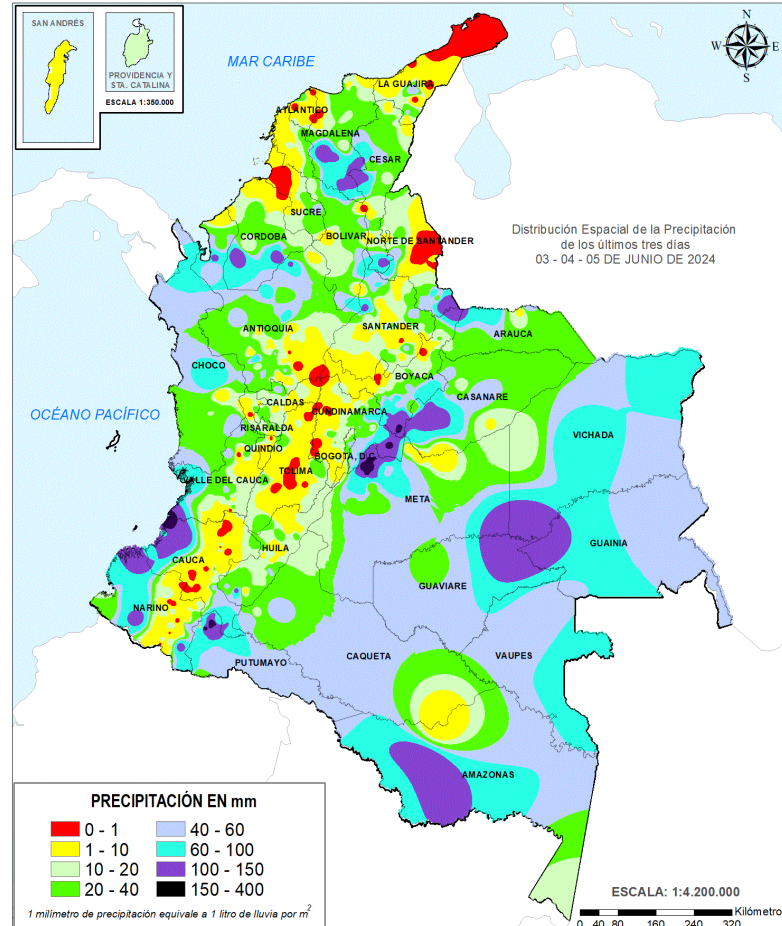 SAN ANDRÉS
PROVIDENCIA Y
STA. CATALINA
ESCALA 1:350.000
MAR CARIBE
N
W E
S
LA GUAJIRA
ATLANTICO
MAGDALENA
CESAR
SUCRE
CORDOBA
BOLIVAR
NORTE DE SANTANDER
Distribución Espacial de la Precipitación
de los últimos tres días
03 - 04 - 05 DE JUNIO DE 2024
ANTIOQUIA
SANTANDER
ARAUCA
CHOCO
BOYACA
CASANARE
OCÉANO PACÍFICO
CALDAS
CUNDINAMARCA
RISARALDA
VICHADA
QUINDIO
BOGOTA, D.C.
TOLIMA
VALLE DEL CAUCA
META
GUAINIA
HUILA
CAUCA
GUAVIARE
NARIÑO
PUTUMAYO
CAQUETA
VAUPES
AMAZONAS
PRECIPITACIÓN EN mm
0 - 1
40 - 60
1 - 10
60 - 100
10 - 20
100 - 150
20 - 40
150 - 400
1 milímetro de precipitación equivale a 1 litro de lluvia por m²
ESCALA: 1:4.200.000
Kilómetro
0 40 80 160 240 320